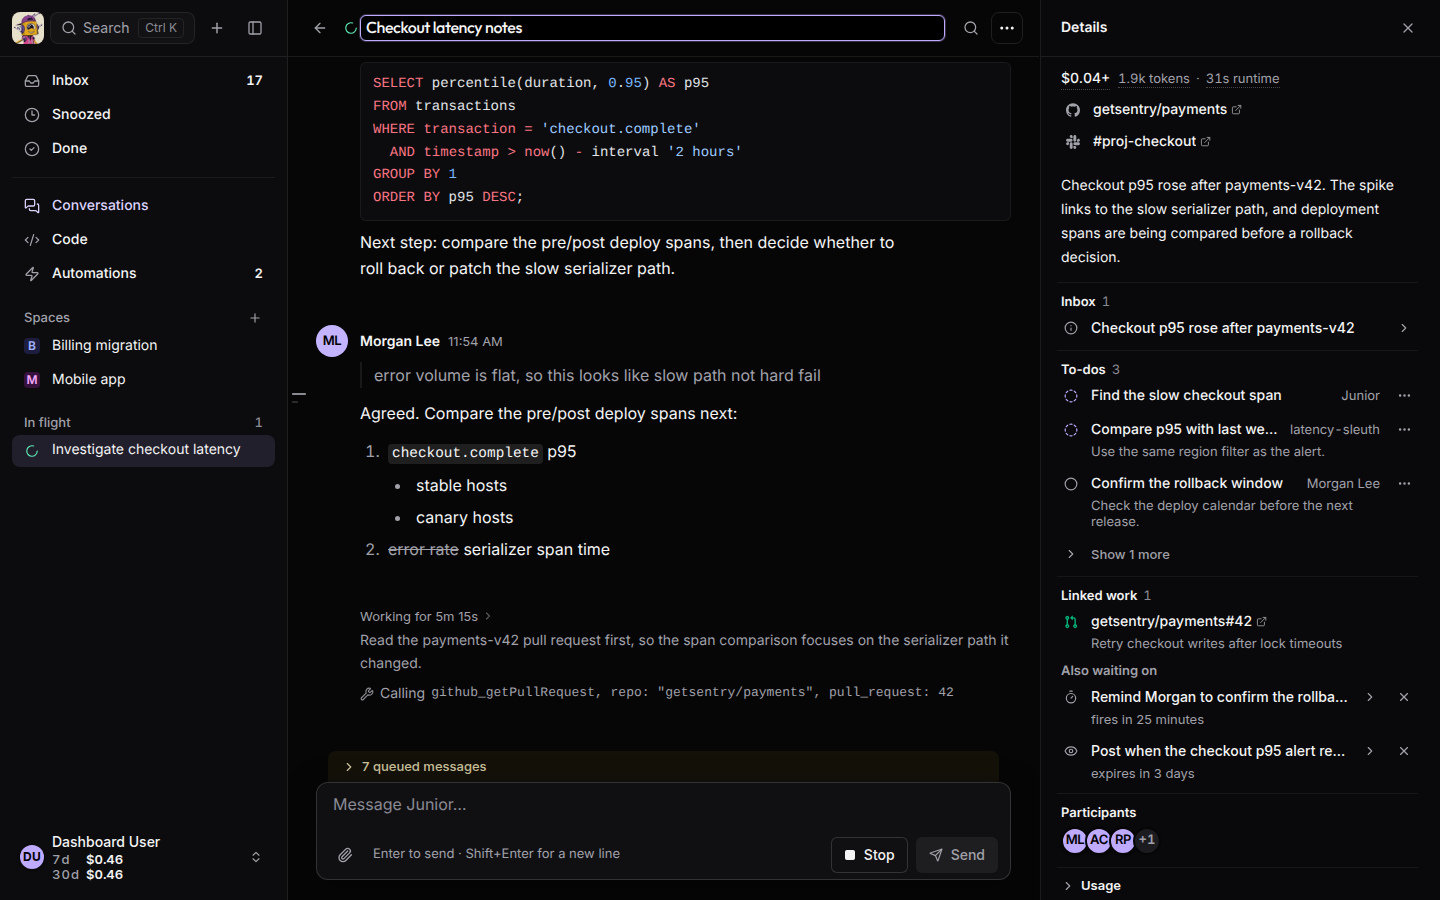 Search Ctrl K
Inbox 17
Snoozed
Done
Conversations
Code
Automations 2
Spaces
B Billing migration
M Mobile app
In flight 1
Investigate checkout latency
DU Dashboard User
7d $0.46
30d $0.46
Checkout latency notes
SELECT percentile(duration, 0.95) AS p95
FROM transactions
WHERE transaction = 'checkout.complete'
AND timestamp > now() - interval '2 hours'
GROUP BY 1
ORDER BY p95 DESC;
Next step: compare the pre/post deploy spans, then decide whether to
roll back or patch the slow serializer path.
ML Morgan Lee 11:54 AM
error volume is flat, so this looks like slow path not hard fail
Agreed. Compare the pre/post deploy spans next:
1. checkout.complete p95
• stable hosts
• canary hosts
2. error rate serializer span time
Working for 5m 15s
Read the payments-v42 pull request first, so the span comparison focuses on the serializer path it
changed.
Calling github_getPullRequest, repo: "getsentry/payments", pull_request: 42
7 queued messages
Message Junior...
Enter to send · Shift+Enter for a new line
Stop
Send
Details
$0.04+ 1.9k tokens · 31s runtime
getsentry/payments
#proj-checkout
Checkout p95 rose after payments-v42. The spike
links to the slow serializer path, and deployment
spans are being compared before a rollback
decision.
Inbox 1
Checkout p95 rose after payments-v42
To-dos 3
Find the slow checkout span Junior
Compare p95 with last we... latency-sleuth
Use the same region filter as the alert.
Confirm the rollback window Morgan Lee
Check the deploy calendar before the next
release.
Show 1 more
Linked work 1
getsentry/payments#42
Retry checkout writes after lock timeouts
Also waiting on
Remind Morgan to confirm the rollba...
fires in 25 minutes
Post when the checkout p95 alert re...
expires in 3 days
Participants
ML AC RP +1
Usage